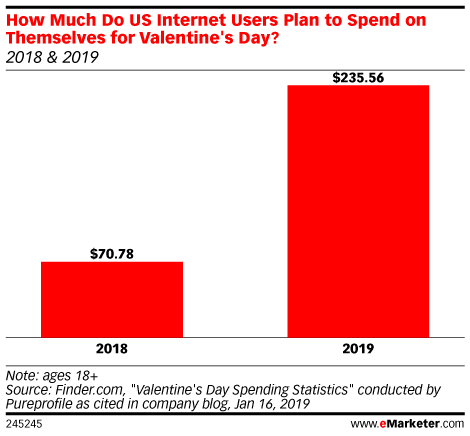 How Much Do US Internet Users Plan to Spend on
Themselves for Valentine's Day?
2018 & 2019
$235.56
$70.78
2018
2019
Note: ages 18+
Source: Finder.com, "Valentine's Day Spending Statistics" conducted by
Pureprofile as cited in company blog, Jan 16, 2019
245245
www.eMarketer.com